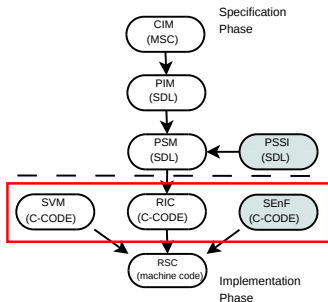 Specification
Phase
CIM
(MSC)
PIM
(SDL)
PSM
(SDL)
PSSI
(SDL)
SVM
(C-CODE)
RIC
(C-CODE)
SEnF
(C-CODE)
RSC
(machine code)
Implementation
Phase